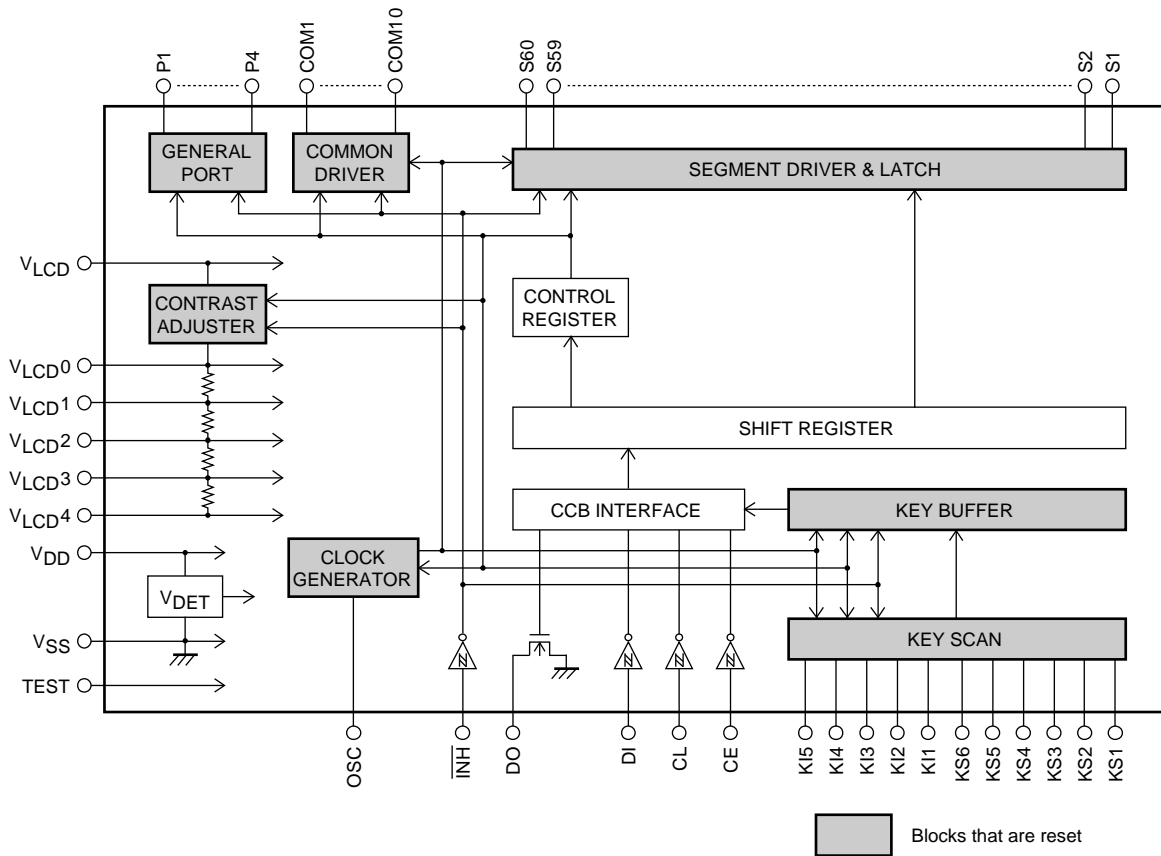 P1
P4
COM1
COM10
S60
S59
S2
S1
GENERAL
PORT
COMMON
DRIVER
SEGMENT DRIVER & LATCH
VLCD
CONTRAST
ADJUSTER
CONTROL
REGISTER
VLCD0
VLCD1
VLCD2
VLCD3
VLCD4
SHIFT REGISTER
CCB INTERFACE
KEY BUFFER
VDD
CLOCK
GENERATOR
VDET
VSS
KEY SCAN
TEST
OSC
INH
DO
DI
CL
CE
KI5
KI4
KI3
KI2
KI1
KS6
KS5
KS4
KS3
KS2
KS1
Blocks that are reset